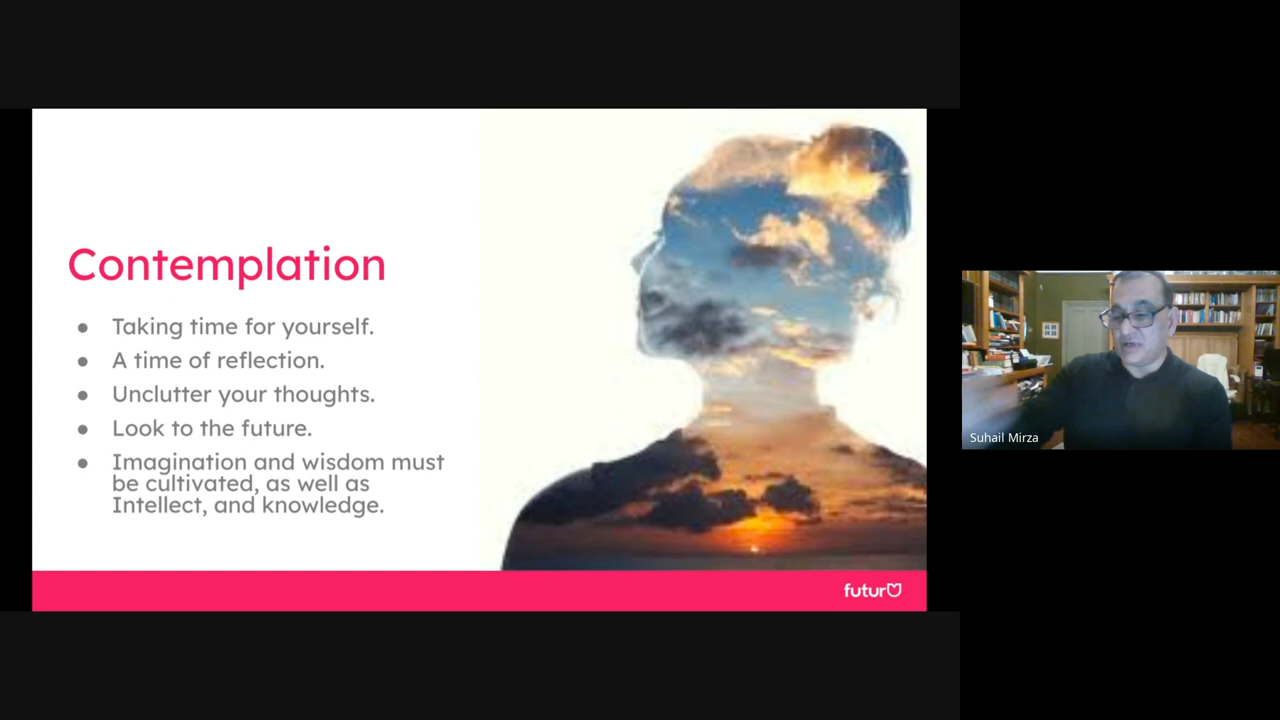 Contemplation
● Taking time for yourself.
● A time of reflection.
● Unclutter your thoughts.
● Look to the future.
● Imagination and wisdom must
be cultivated, as well as
Intellect, and knowledge.
futur
Suhail Mirza